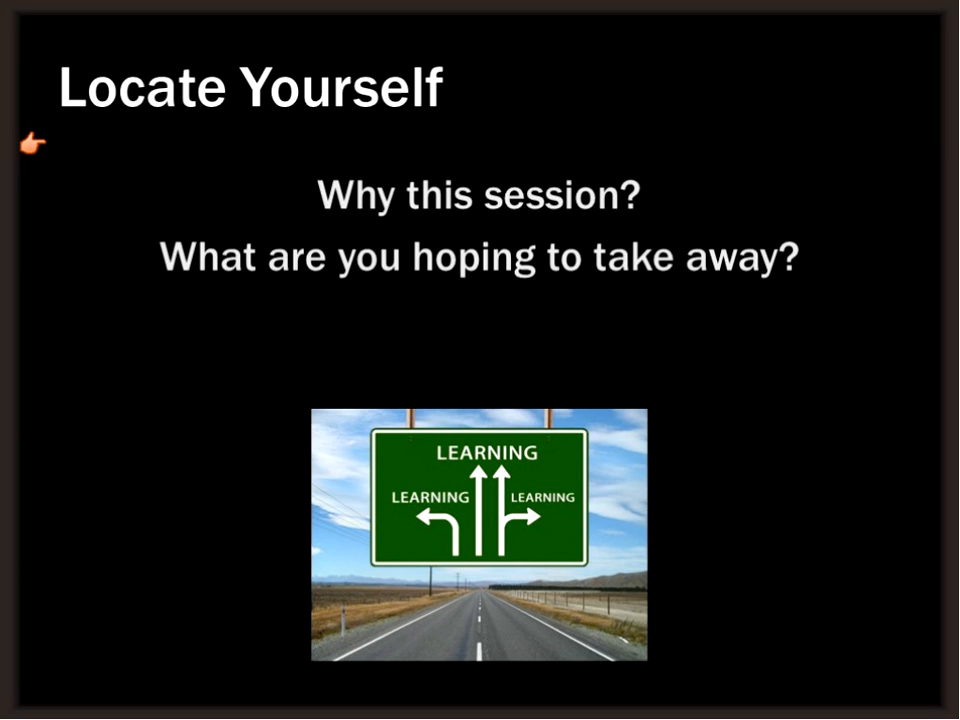 Locate Yourself
Why this session?
What are you hoping to take away?
LEARNING
LEARNING
LEARNING